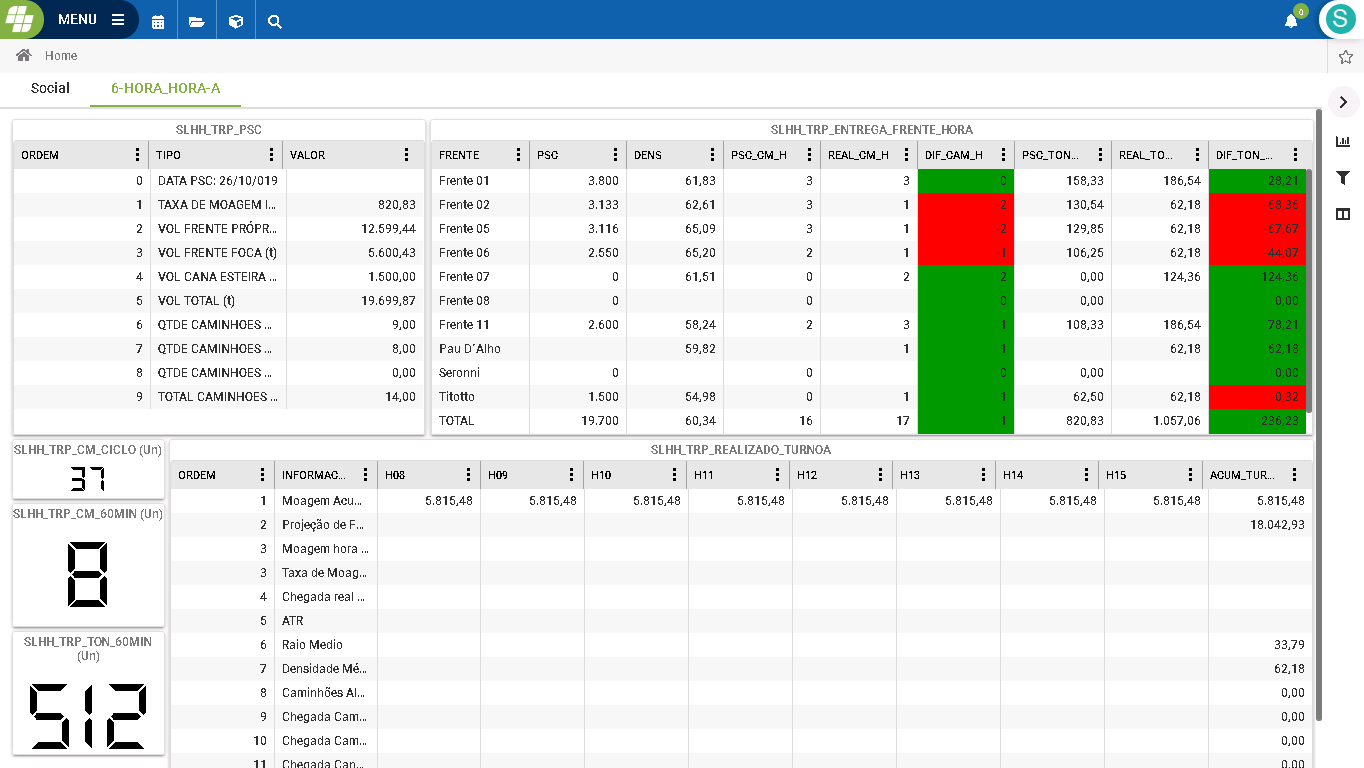 MENU
0
S
Home
Social 6-HORA_HORA-A
SLHH_TRP_PSC
ORDEM TIPO VALOR
0 DATA PSC: 26/10/019
1 TAXA DE MOAGEM I... 820,83
2 VOL FRENTE PRÓPR... 12.599,44
3 VOL FRENTE FOCA (t) 5.600,43
4 VOL CANA ESTEIRA ... 1.500,00
5 VOL TOTAL (t) 19.699,87
6 QTDE CAMINHOES ... 9,00
7 QTDE CAMINHOES ... 8,00
8 QTDE CAMINHOES ... 0,00
9 TOTAL CAMINHOES ... 14,00
SLHH_TRP_ENTREGA_FRENTE_HORA
FRENTE PSC DENS PSC_CM_H REAL_CM_H DIF_CAM_H PSC_TON... REAL_TO... DIF_TON_...
Frente 01 3.800 61,83 3 3 0 158,33 186,54 28,21
Frente 02 3.133 62,61 3 1 -2 130,54 62,18 -68,36
Frente 05 3.116 65,09 3 1 -2 129,85 62,18 -67,67
Frente 06 2.550 65,20 2 1 -1 106,25 62,18 -44,07
Frente 07 0 61,51 0 2 2 0,00 124,36 124,36
Frente 08 0 0 0 0,00 0,00
Frente 11 2.600 58,24 2 3 1 108,33 186,54 78,21
Pau D´Alho 59,82 1 1 62,18 62,18
Seronni 0 0 0 0,00 0,00
Titotto 1.500 54,98 0 1 1 62,50 62,18 -0,32
TOTAL 19.700 60,34 16 17 1 820,83 1.057,06 236,23
SLHH_TRP_CM_CICLO (Un)
37
SLHH_TRP_CM_60MIN (Un)
8
SLHH_TRP_TON_60MIN
(Un)
512
SLHH_TRP_REALIZADO_TURNOA
ORDEM INFORMAC... H08 H09 H10 H11 H12 H13 H14 H15 ACUM_TUR...
1 Moagem Acu... 5.815,48 5.815,48 5.815,48 5.815,48 5.815,48 5.815,48 5.815,48 5.815,48 5.815,48
2 Projeção de F... 18.042,93
3 Moagem hora ...
3 Taxa de Moag...
4 Chegada real ...
5 ATR
6 Raio Medio 33,79
7 Densidade Mé... 62,18
8 Caminhões Al... 0,00
9 Chegada Cam... 0,00
10 Chegada Cam... 0,00
11 Chegada Can... 0,00